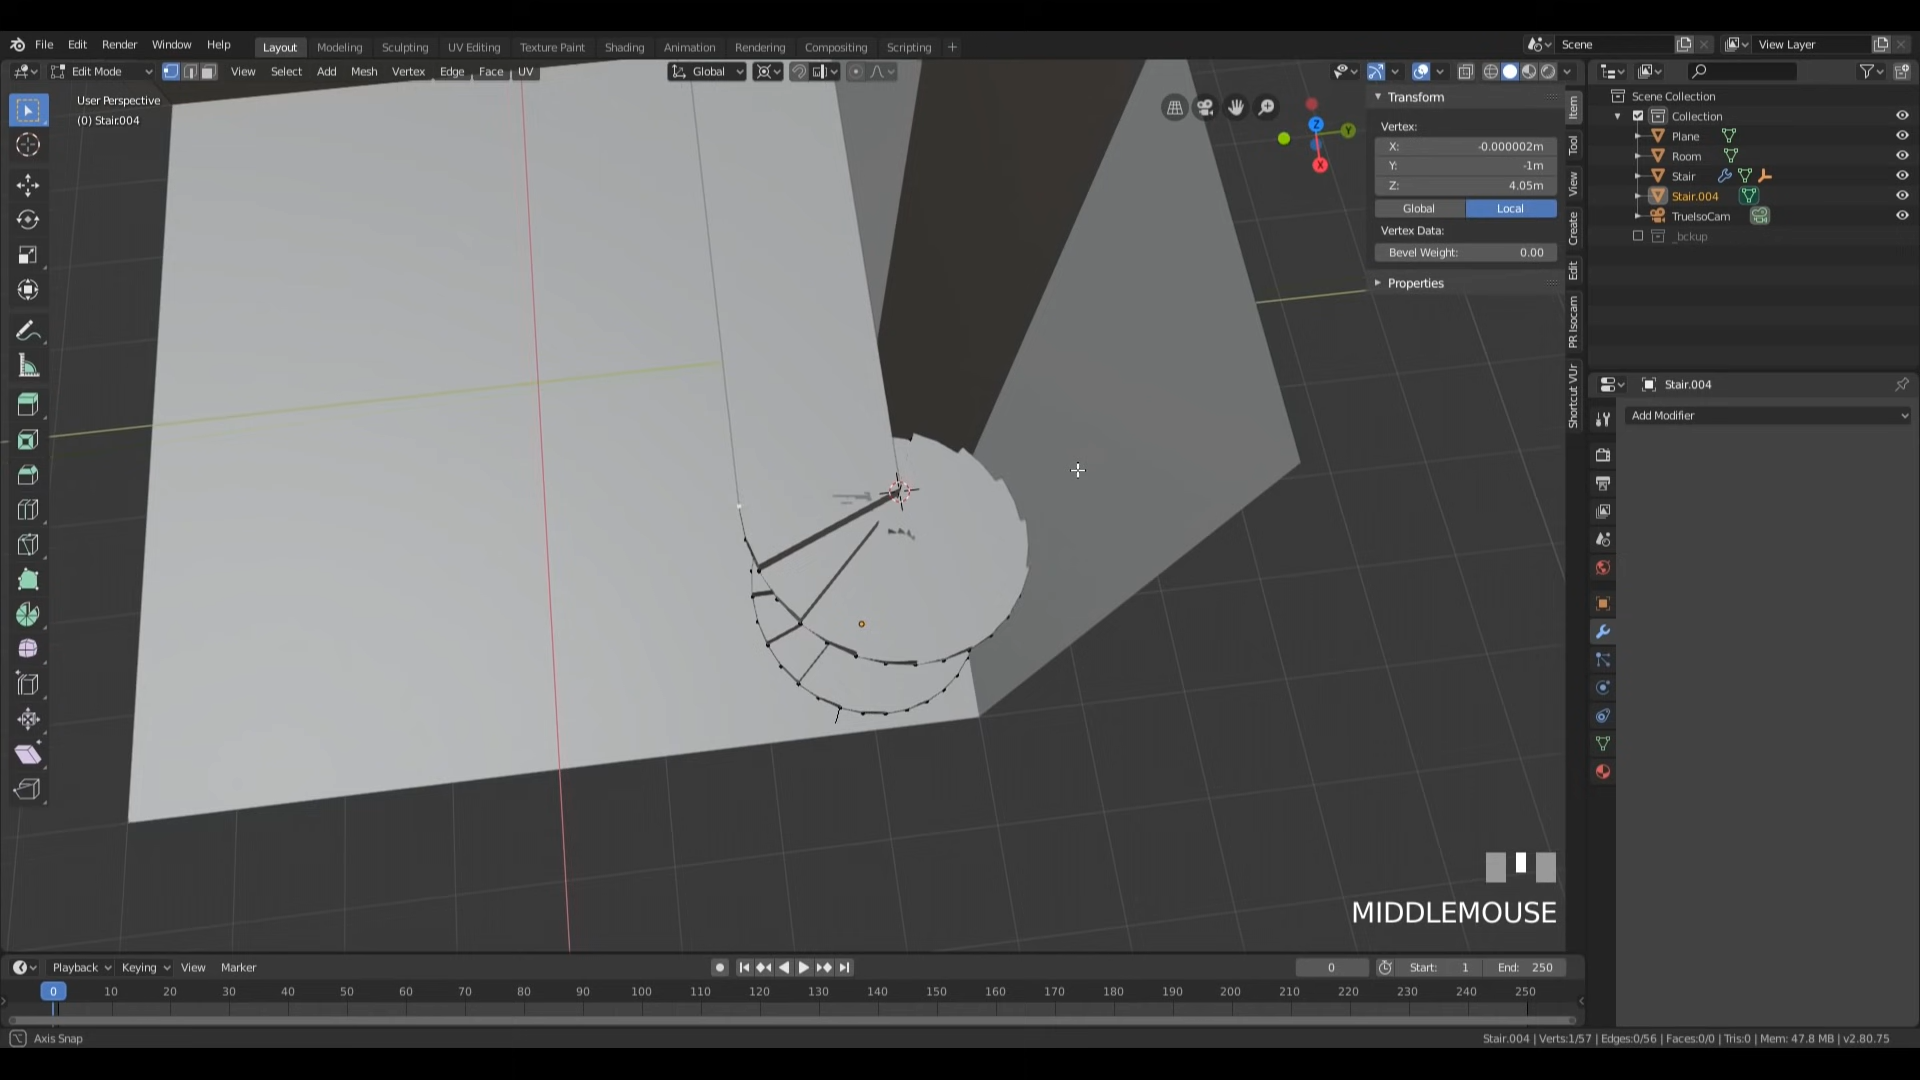 File Edit Render Window Help Layout Modeling Sculpting UV Editing Texture Paint Shading Animation Rendering Compositing Scripting + Scene View Layer
Edit Mode View Select Add Mesh Vertex Edge Face UV Global
User Perspective
(0) Stair.004
Transform
Vertex:
X: -0.000002m
Y: -1m
Z: 4.05m
Global Local
Vertex Data:
Bevel Weight: 0.00
Properties
Item
Tool
View
Create
Edit
PR Isocam
Shortcut VUr
Z
Y
X
Scene Collection
Collection
Plane
Room
Stair
Stair.004
TrueIsoCam
_bckup
Stair.004
Add Modifier
MIDDLEMOUSE
Playback Keying View Marker 0 Start: 1 End: 250
0 10 20 30 40 50 60 70 80 90 100 110 120 130 140 150 160 170 180 190 200 210 220 230 240 250
Axis Snap
Stair.004 | Verts:1/57 | Edges:0/56 | Faces:0/0 | Tris:0 | Mem: 47.8 MB | v2.80.75